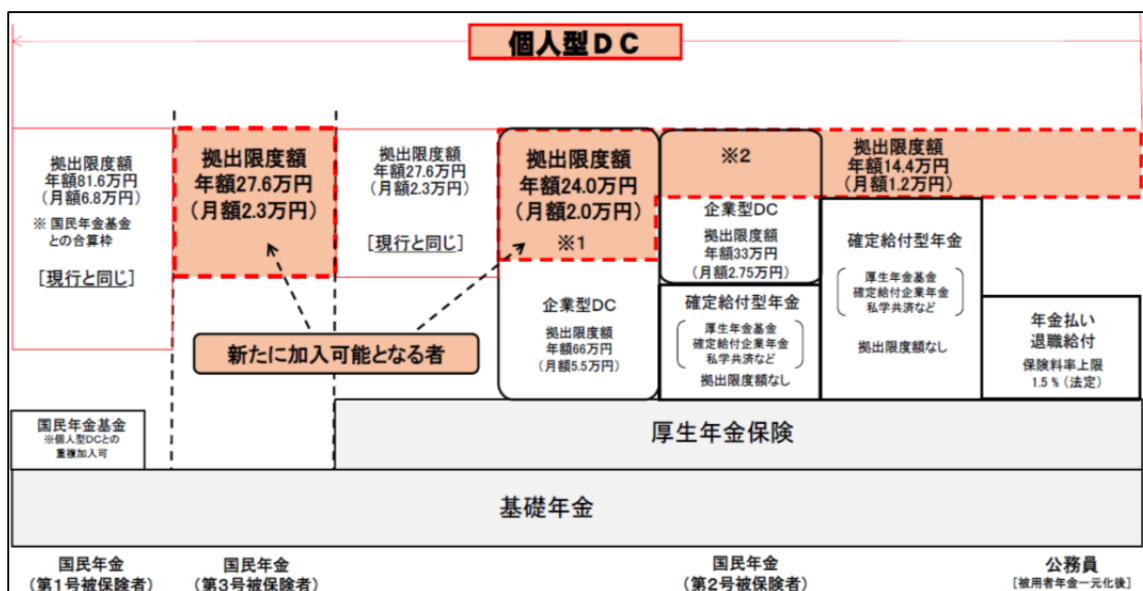 個人型DC
拠出限度額
年額81.6万円
(月額6.8万円)
※ 国民年金基金
との合算枠
[現行と同じ]
拠出限度額
年額27.6万円
(月額2.3万円)
拠出限度額
年額27.6万円
(月額2.3万円)
[現行と同じ]
拠出限度額
年額24.0万円
(月額2.0万円)
※1
企業型DC
拠出限度額
年額66万円
(月額5.5万円)
※2
企業型DC
拠出限度額
年額33万円
(月額2.75万円)
確定給付型年金
厚生年金基金
確定給付企業年金
私学共済など
拠出限度額なし
拠出限度額
年額14.4万円
(月額1.2万円)
確定給付型年金
厚生年金基金
確定給付企業年金
私学共済など
拠出限度額なし
年金払い
退職給付
保険料率上限
1.5%(法定)
新たに加入可能となる者
国民年金基金
※個人型DCとの
重複加入可
厚生年金保険
基礎年金
国民年金
(第1号被保険者)
国民年金
(第3号被保険者)
国民年金
(第2号被保険者)
公務員
[被用者年金一元化後]